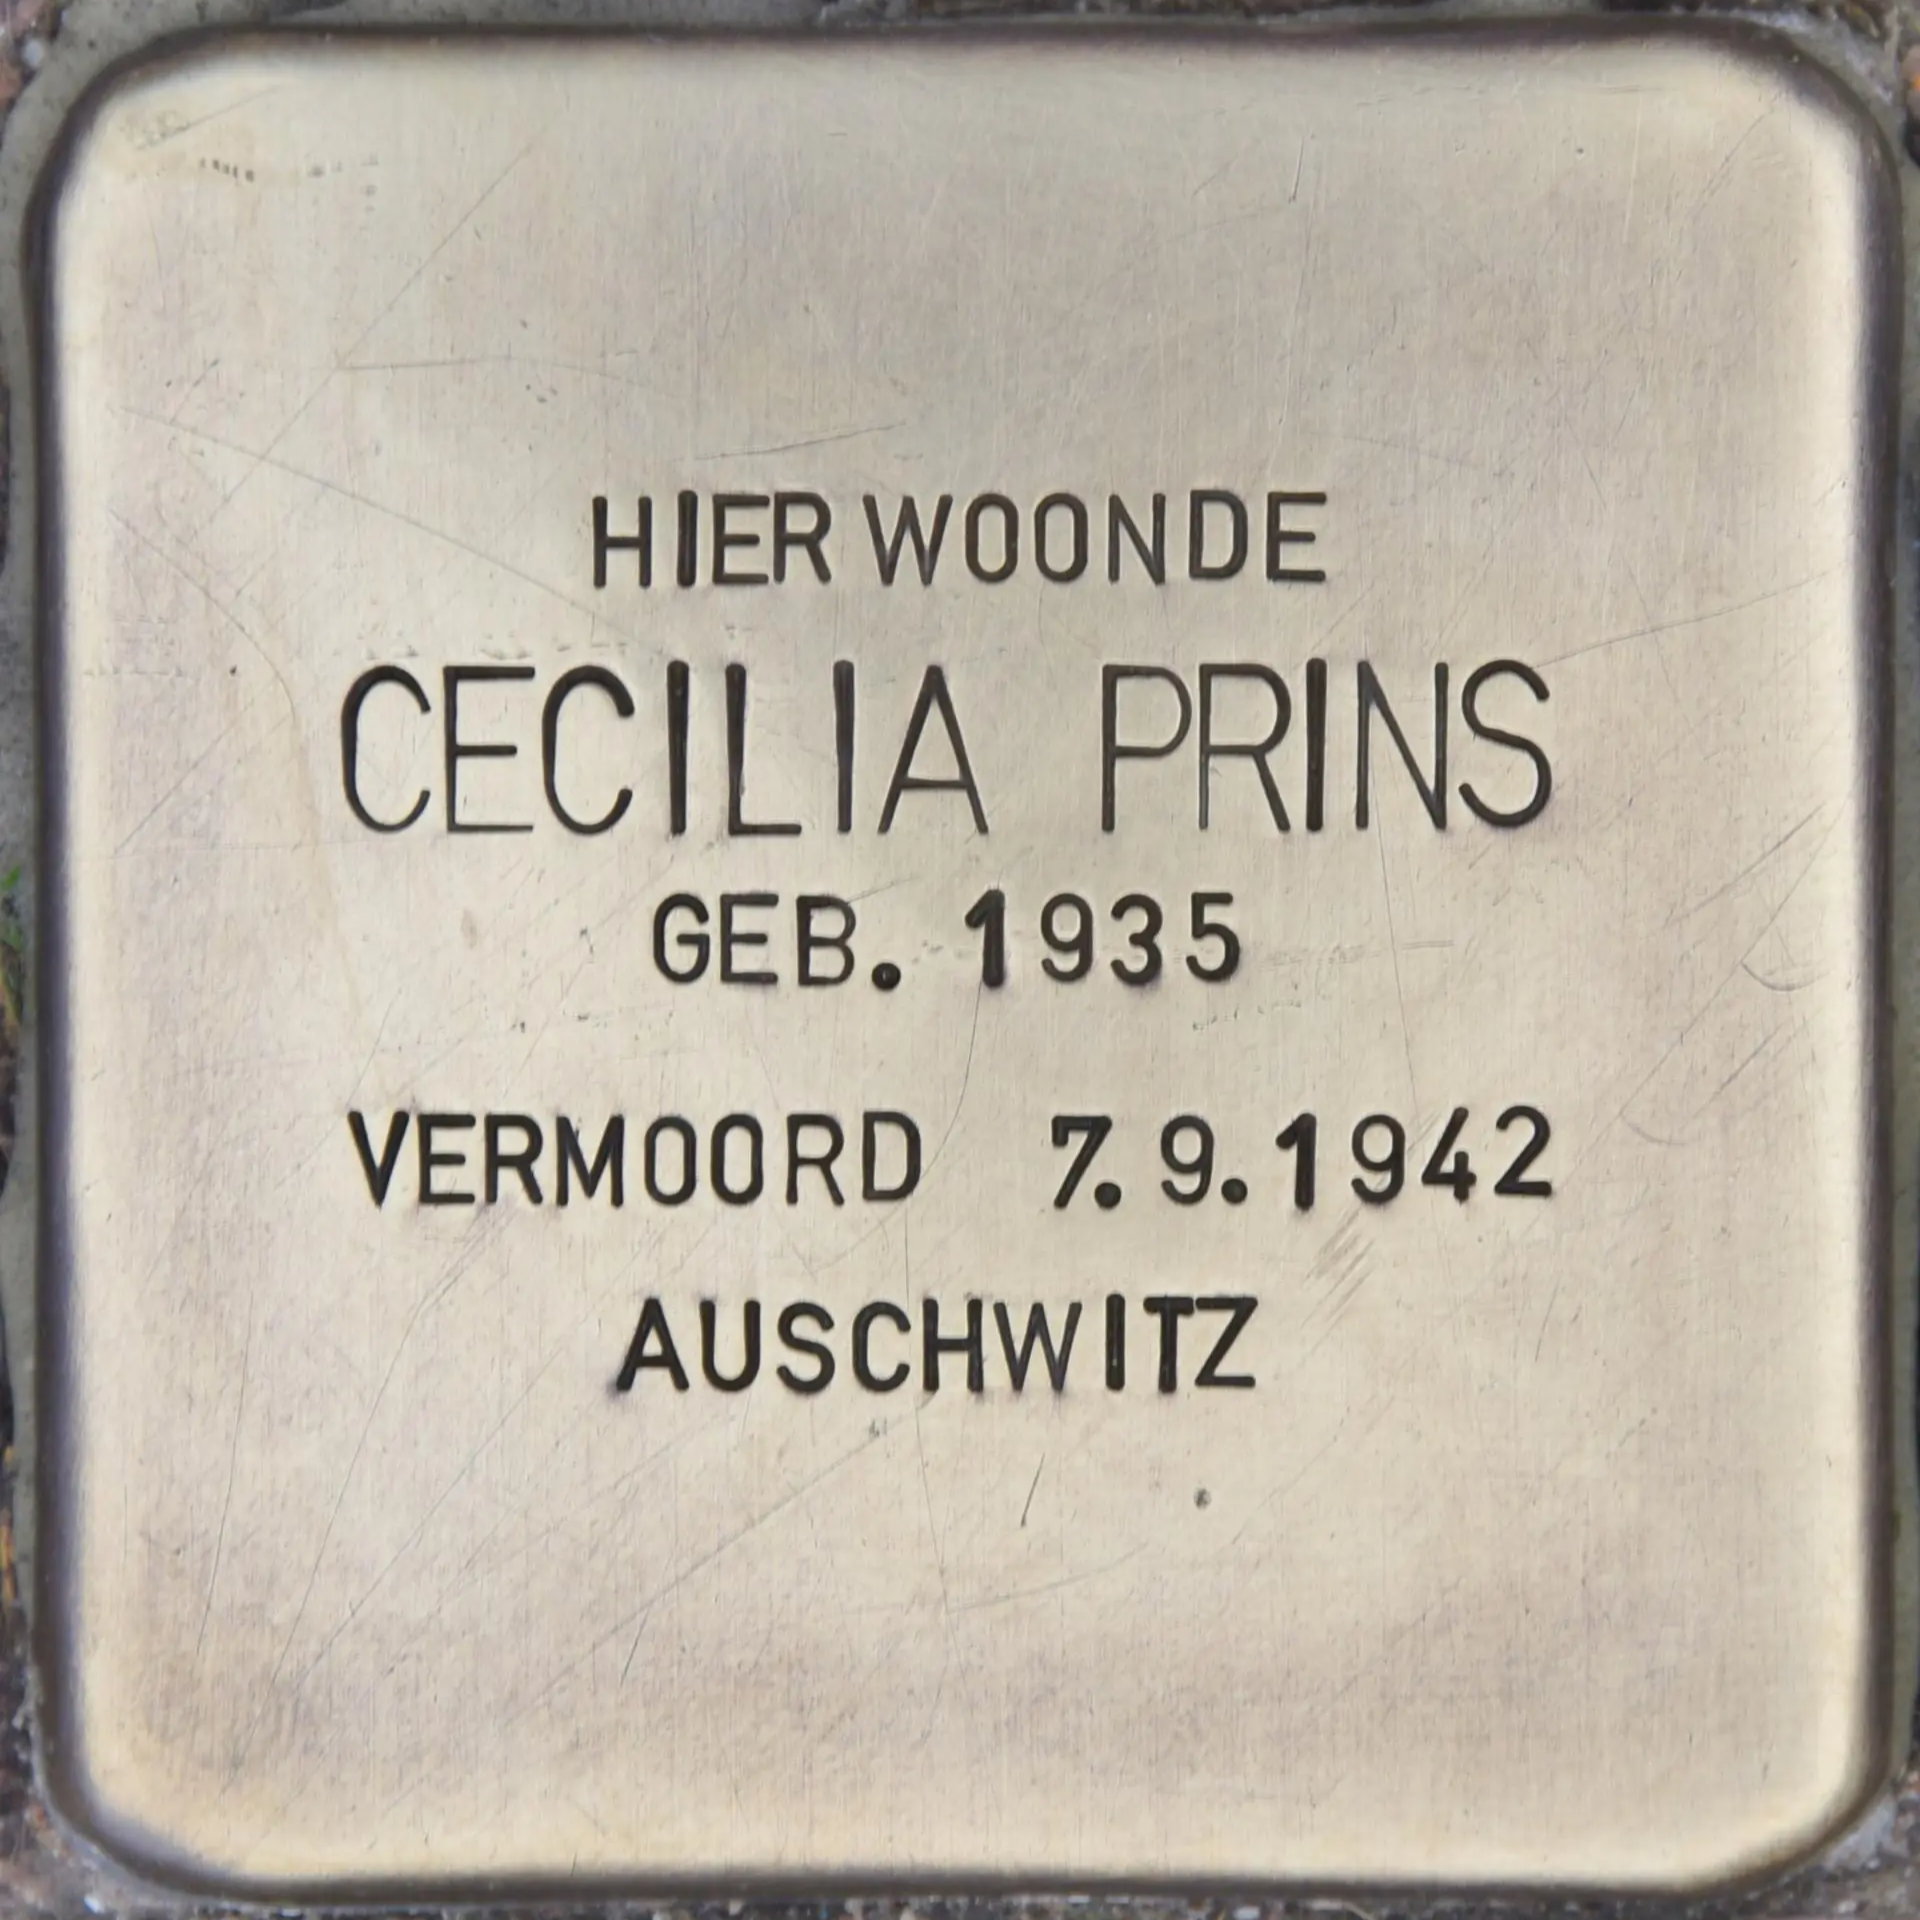 HIER WOONDE
CECILIA PRINS
GEB. 1935
VERMOORD 7.9.1942
AUSCHWITZ